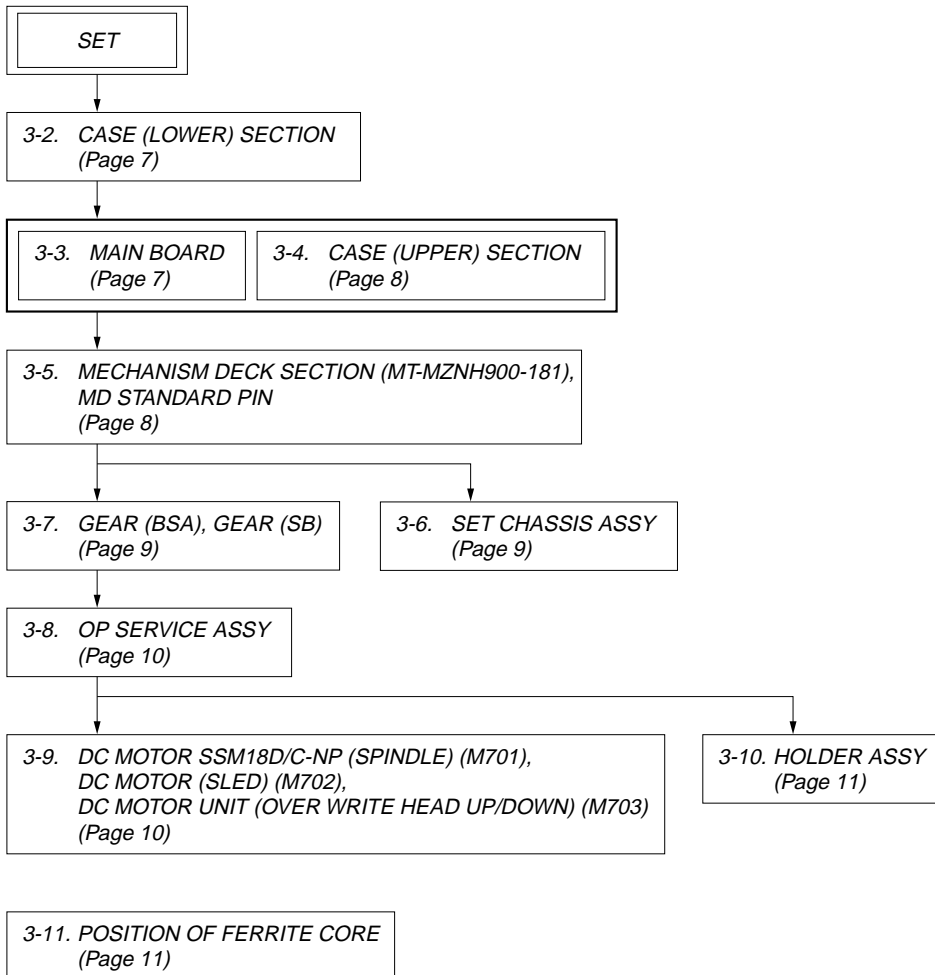 SET
3-2. CASE (LOWER) SECTION
(Page 7)
3-3. MAIN BOARD
(Page 7)
3-4. CASE (UPPER) SECTION
(Page 8)
3-5. MECHANISM DECK SECTION (MT-MZNH900-181),
MD STANDARD PIN
(Page 8)
3-7. GEAR (BSA), GEAR (SB)
(Page 9)
3-6. SET CHASSIS ASSY
(Page 9)
3-8. OP SERVICE ASSY
(Page 10)
3-9. DC MOTOR SSM18D/C-NP (SPINDLE) (M701),
DC MOTOR (SLED) (M702),
DC MOTOR UNIT (OVER WRITE HEAD UP/DOWN) (M703)
(Page 10)
3-10. HOLDER ASSY
(Page 11)
3-11. POSITION OF FERRITE CORE
(Page 11)